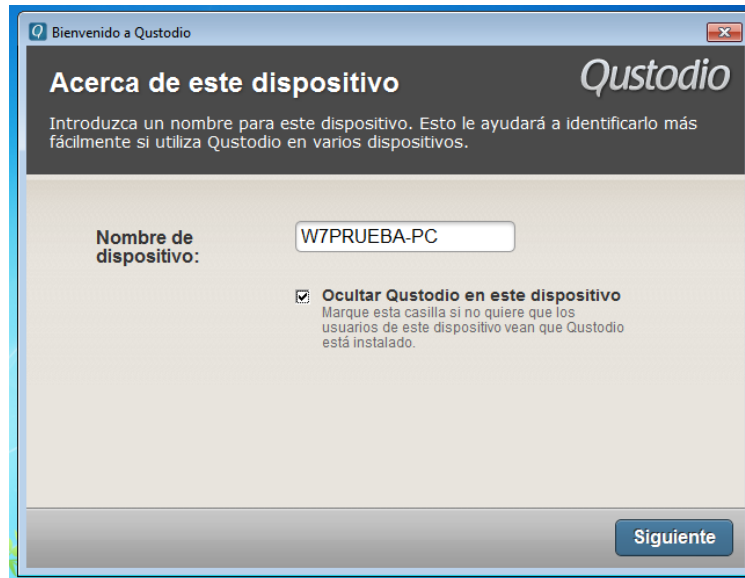 Bienvenido a Qustodio
Acerca de este dispositivo
Qustodio
Introduzca un nombre para este dispositivo. Esto le ayudará a identificarlo más
fácilmente si utiliza Qustodio en varios dispositivos.
Nombre de
dispositivo:
W7PRUEBA-PC
Ocultar Qustodio en este dispositivo
Marque esta casilla si no quiere que los
usuarios de este dispositivo vean que Qustodio
está instalado.
Siguiente